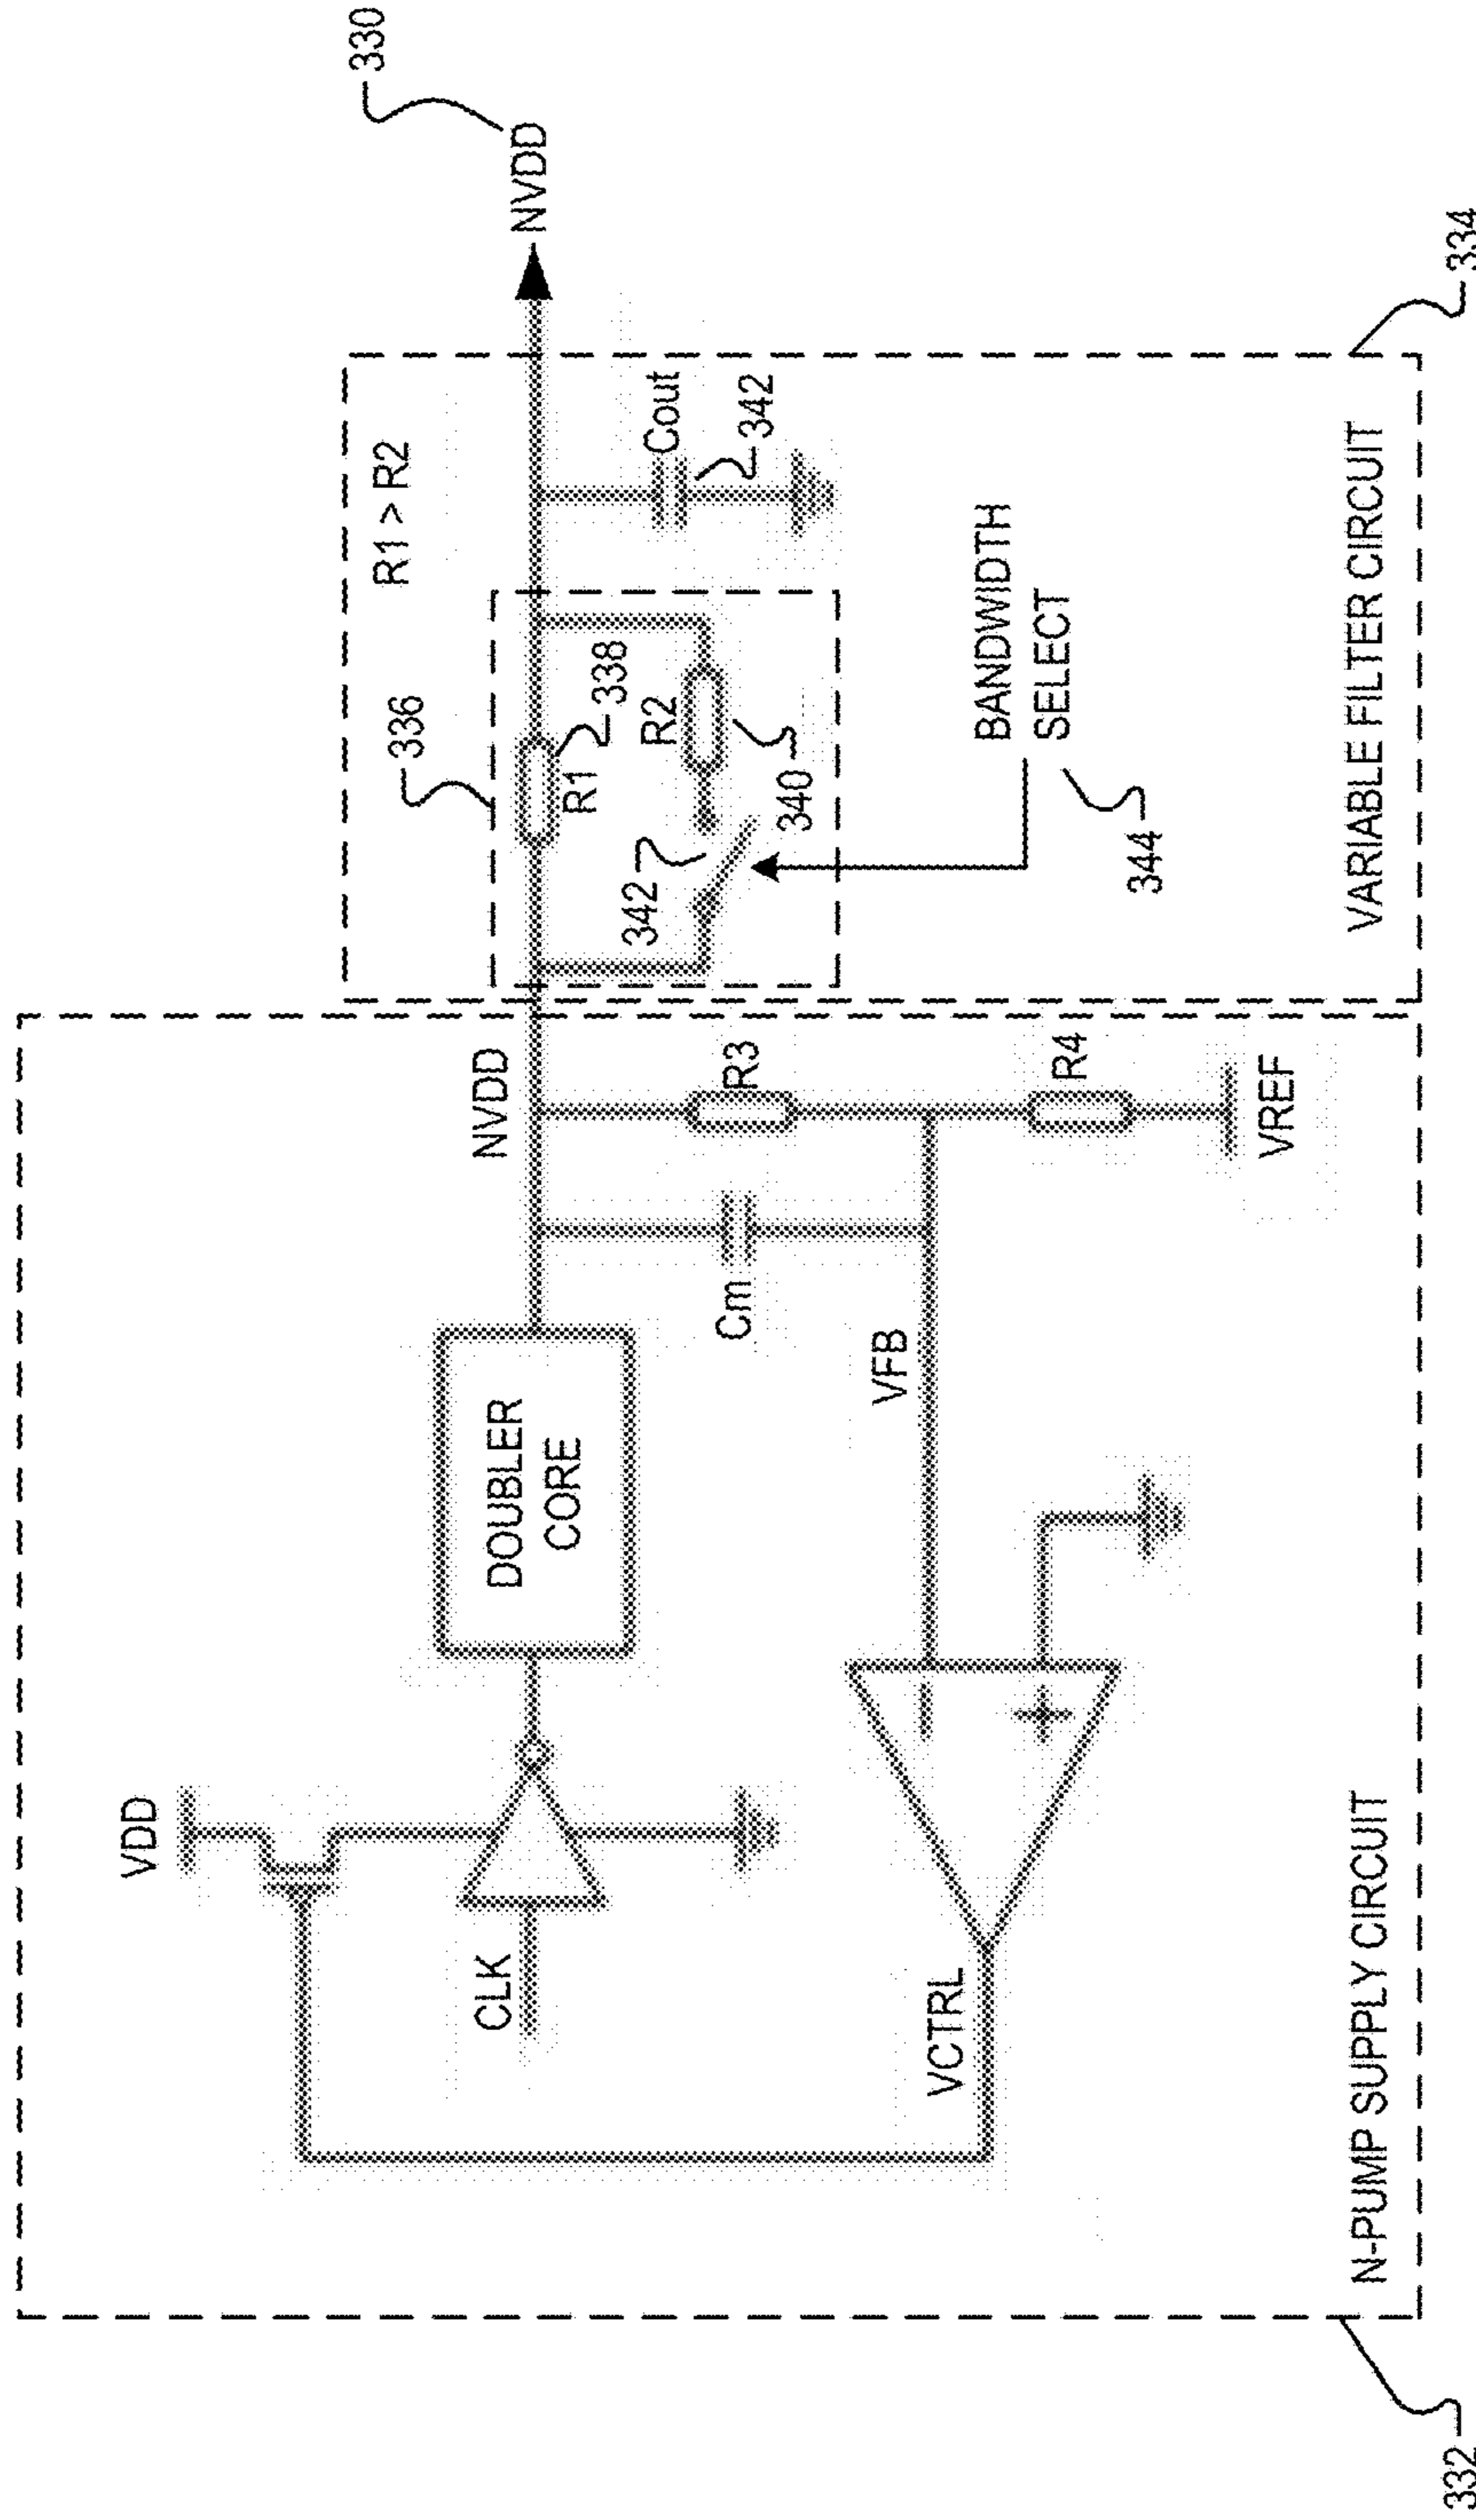 330
NVDD
R1 > R2
336
R1
338
R2
340
342
Cout
342
BANDWIDTH
SELECT
344
VARIABLE FILTER CIRCUIT
334
VDD
CLK
DOUBLER
CORE
NVDD
Cm
R3
R4
VREF
VFB
−
+
VCTRL
N-PUMP SUPPLY CIRCUIT
332